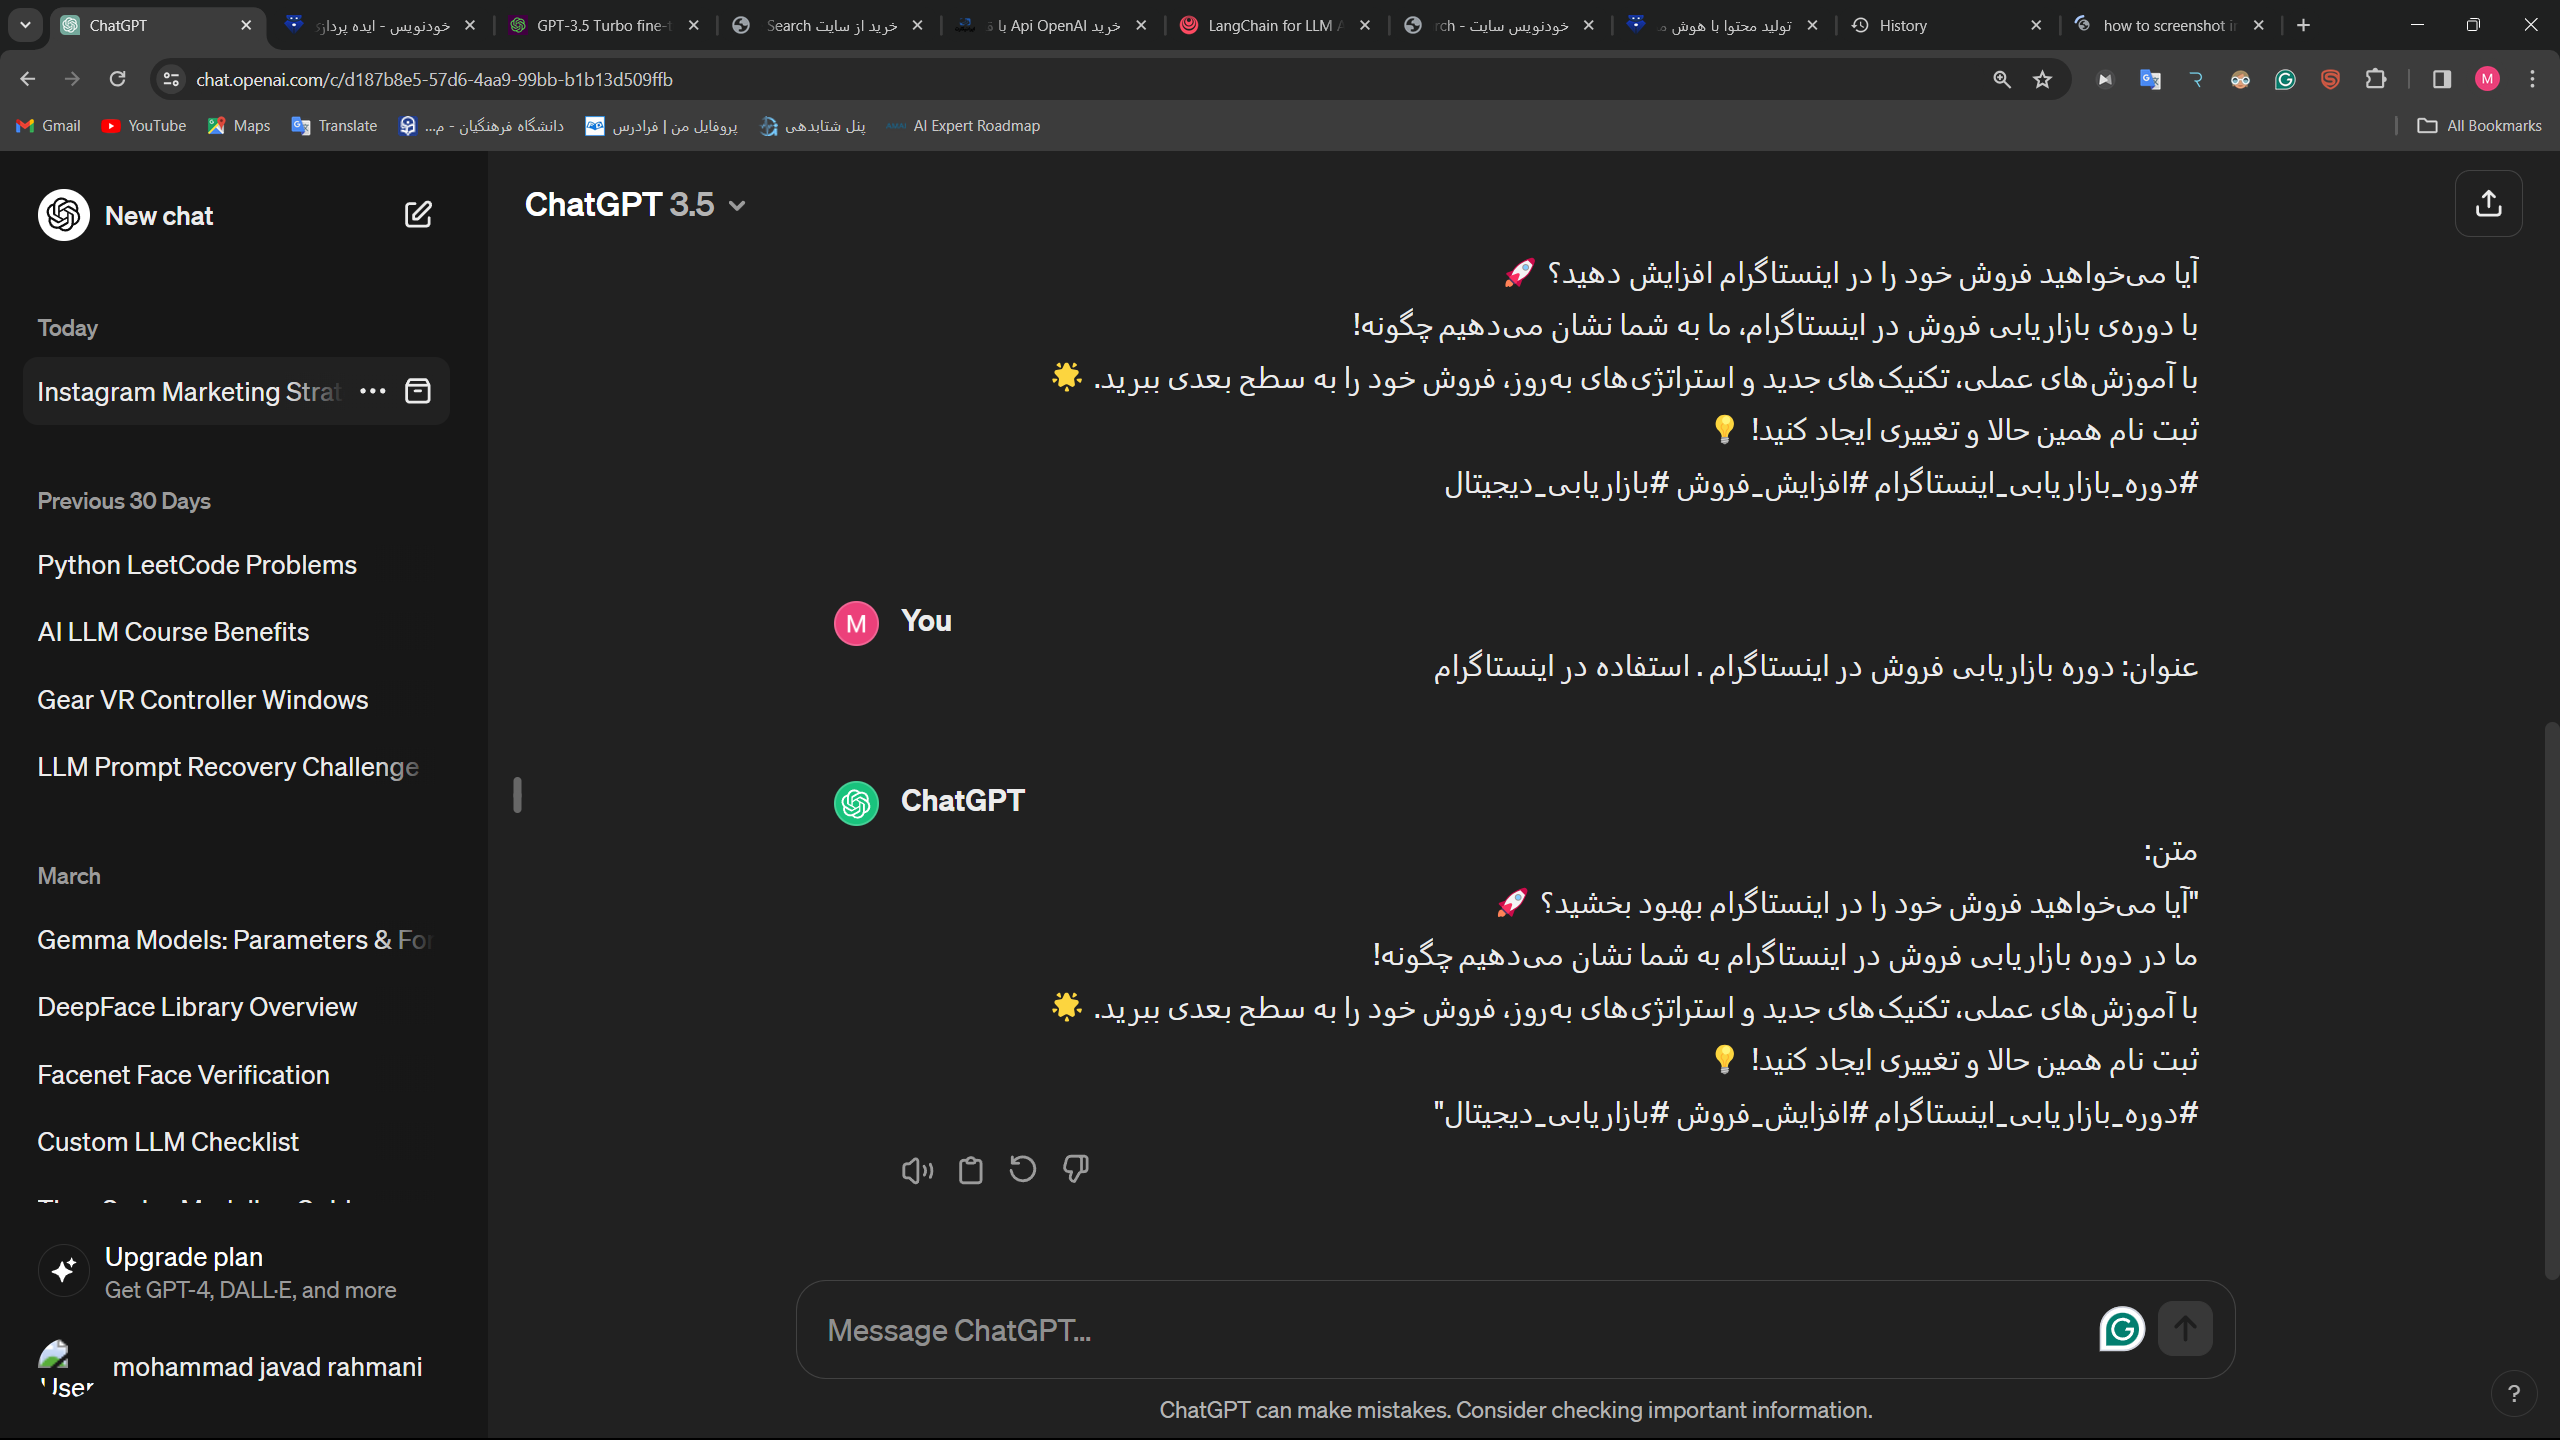 ChatGPT
خودنویس - ایده پرداز
GPT-3.5 Turbo fine-
Search خرید از سایت
خرید Api OpenAI با
LangChain for LLM
خودنویس سایت - rch
تولید محتوا با هوش
History
how to screenshot
chat.openai.com/c/d187b8e5-57d6-4aa9-99bb-b1b13d509ffb
M
Gmail
YouTube
Maps
Translate
دانشگاه فرهنگیان - م...
پروفایل من | فرادرس
پنل شتابدهی
AI Expert Roadmap
All Bookmarks
New chat
Today
Instagram Marketing Strat
Previous 30 Days
Python LeetCode Problems
AI LLM Course Benefits
Gear VR Controller Windows
LLM Prompt Recovery Challenge
March
Gemma Models: Parameters & For
DeepFace Library Overview
Facenet Face Verification
Custom LLM Checklist
Upgrade plan
Get GPT-4, DALL·E, and more
User
mohammad javad rahmani
ChatGPT 3.5
آیا می‌خواهید فروش خود را در اینستاگرام افزایش دهید؟ 🚀
با دوره‌ی بازاریابی فروش در اینستاگرام، ما به شما نشان می‌دهیم چگونه!
با آموزش‌های عملی، تکنیک‌های جدید و استراتژی‌های به‌روز، فروش خود را به سطح بعدی ببرید. 🌟
ثبت نام همین حالا و تغییری ایجاد کنید! 💡
#دوره_بازاریابی_اینستاگرام #افزایش_فروش #بازاریابی_دیجیتال
M
You
عنوان: دوره بازاریابی فروش در اینستاگرام . استفاده در اینستاگرام
ChatGPT
متن:
"آیا می‌خواهید فروش خود را در اینستاگرام بهبود بخشید؟ 🚀
ما در دوره بازاریابی فروش در اینستاگرام به شما نشان می‌دهیم چگونه!
با آموزش‌های عملی، تکنیک‌های جدید و استراتژی‌های به‌روز، فروش خود را به سطح بعدی ببرید. 🌟
ثبت نام همین حالا و تغییری ایجاد کنید! 💡
#دوره_بازاریابی_اینستاگرام #افزایش_فروش #بازاریابی_دیجیتال"
Message ChatGPT...
ChatGPT can make mistakes. Consider checking important information.
?